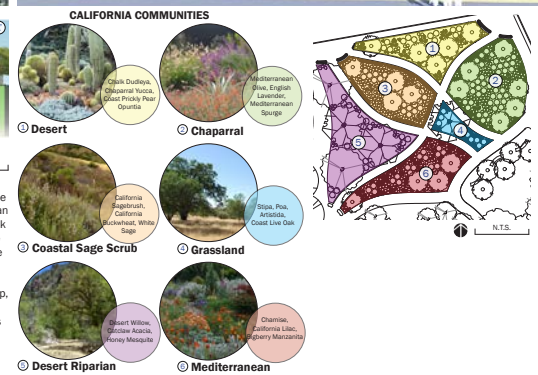 CALIFORNIA COMMUNITIES
Chalk Dudleya,
Chaparral Yucca,
Coast Prickly Pear
Opuntia
1 Desert
Mediterranean
Olive, English
Lavender,
Mediterranean
Spurge
2 Chaparral
California
Sagebrush,
California
Buckwheat, White
Sage
3 Coastal Sage Scrub
Stipa, Poa,
Artistida,
Coast Live Oak
4 Grassland
Desert Willow,
Catclaw Acacia,
Honey Mesquite
5 Desert Riparian
Chamise,
California Lilac,
Bigberry Manzanita
6 Mediterranean
1
2
3
4
5
6
N.T.S.